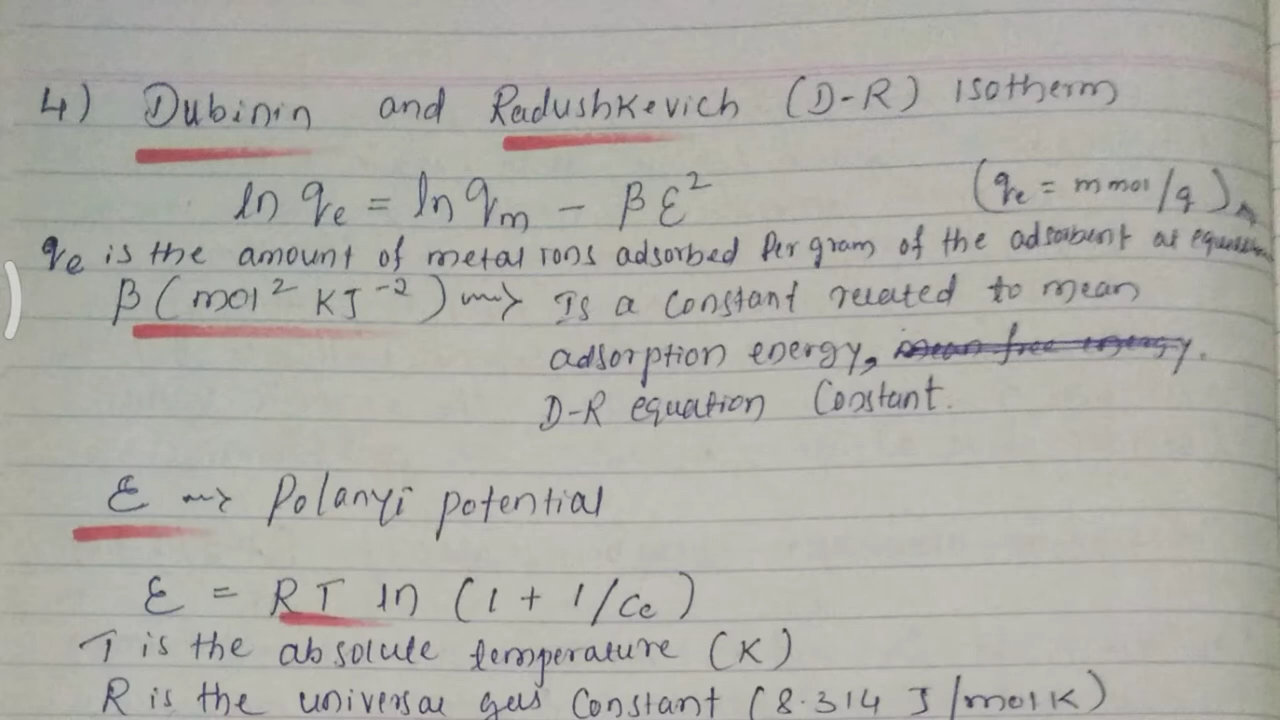 4) Dubinin and Radushkevich (D-R) isotherm
ln qe = ln qm - βε² (qe = mmol/g)
qe is the amount of metal ions adsorbed Per gram of the adsorbent at
β (mol² KJ⁻²) ⟿ Is a constant related to mean
adsorption energy, mean free energy.
D-R equation Constant.
ε ⟿ Polanyi potential
ε = RT ln (1 + 1/Ce)
T is the absolute temperature (K)
R is the universal gas constant (8.314 J/mol K)